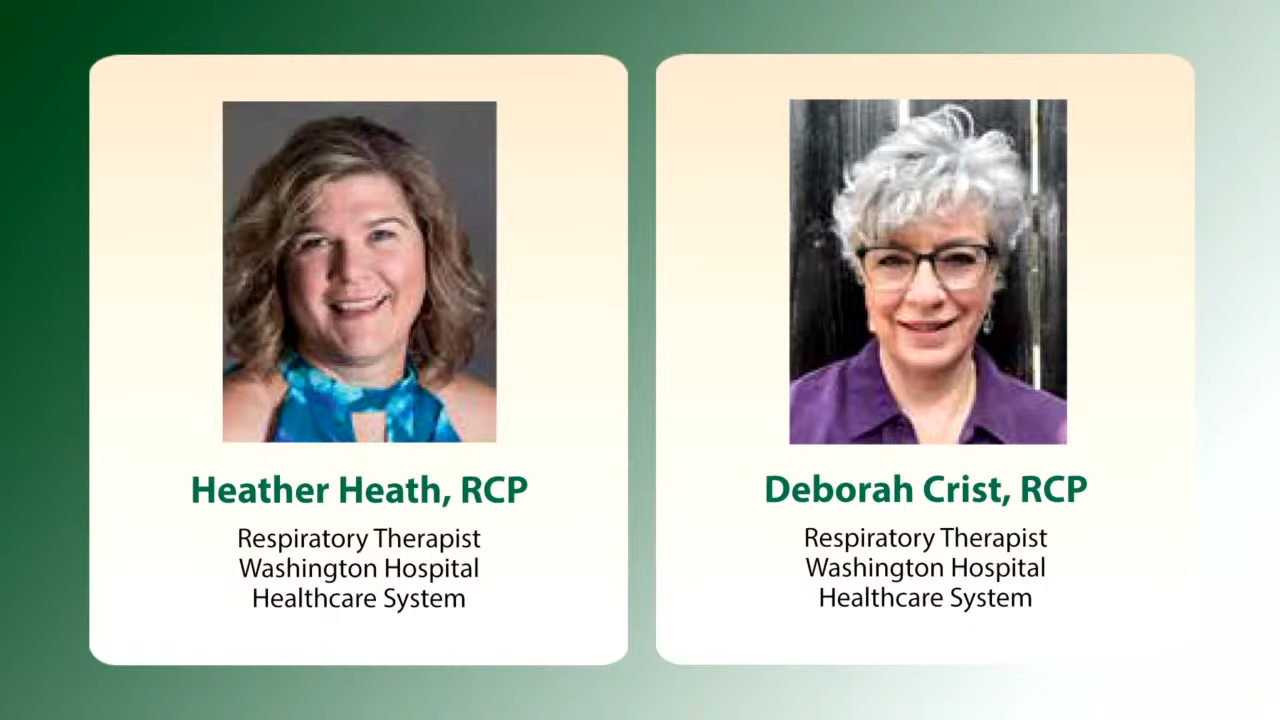 Heather Heath, RCP
Respiratory Therapist
Washington Hospital
Healthcare System
Deborah Crist, RCP
Respiratory Therapist
Washington Hospital
Healthcare System